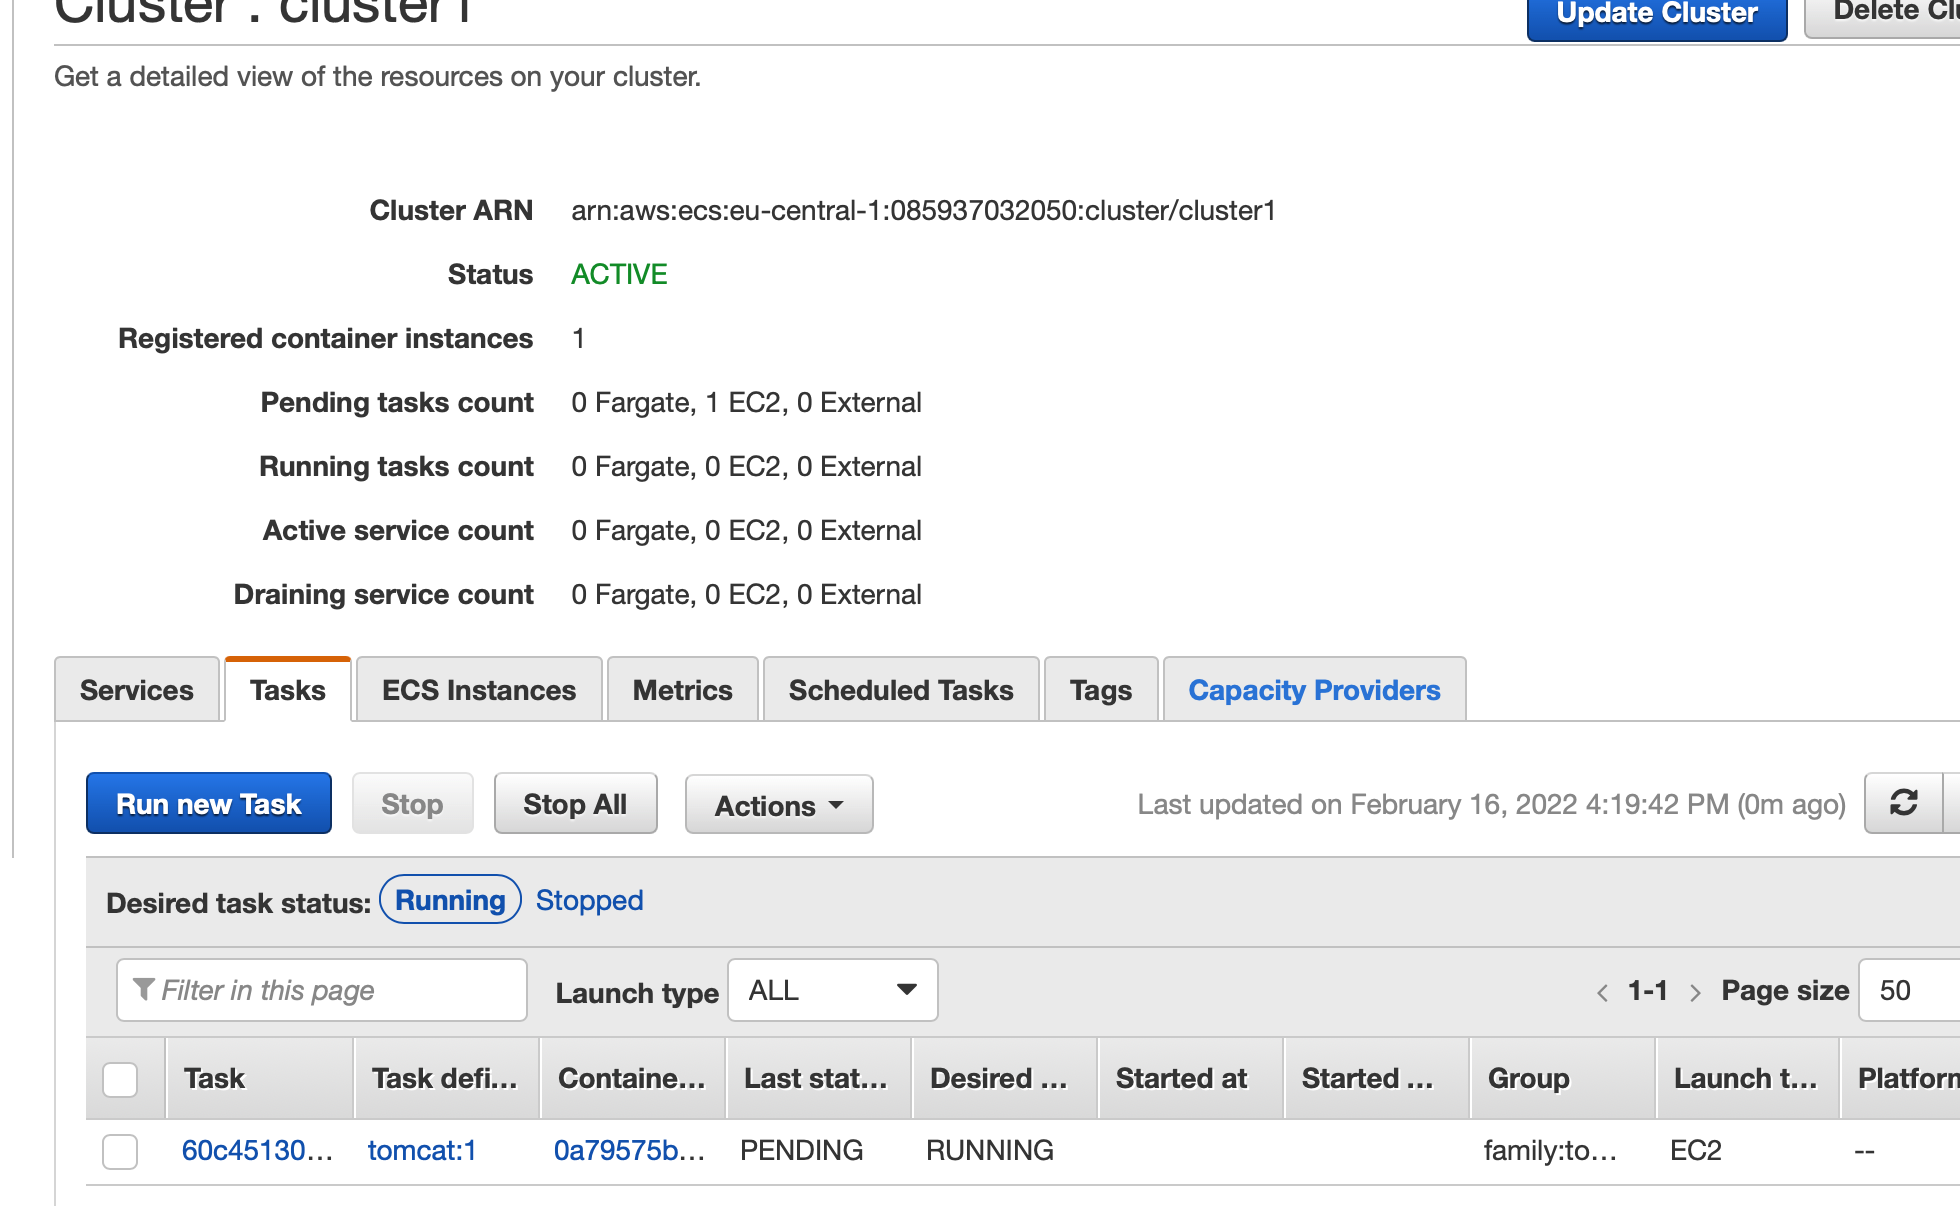 Cluster : cluster1
Update Cluster
Delete Clu
Get a detailed view of the resources on your cluster.
Cluster ARN arn:aws:ecs:eu-central-1:085937032050:cluster/cluster1
Status ACTIVE
Registered container instances 1
Pending tasks count 0 Fargate, 1 EC2, 0 External
Running tasks count 0 Fargate, 0 EC2, 0 External
Active service count 0 Fargate, 0 EC2, 0 External
Draining service count 0 Fargate, 0 EC2, 0 External
Services Tasks ECS Instances Metrics Scheduled Tasks Tags Capacity Providers
Run new Task Stop Stop All Actions Last updated on February 16, 2022 4:19:42 PM (0m ago)
Desired task status: Running Stopped
Filter in this page Launch type ALL 1-1 Page size 50
Task Task defi... Containe... Last stat... Desired ... Started at Started ... Group Launch t... Platform
60c45130... tomcat:1 0a79575b... PENDING RUNNING family:to... EC2 --